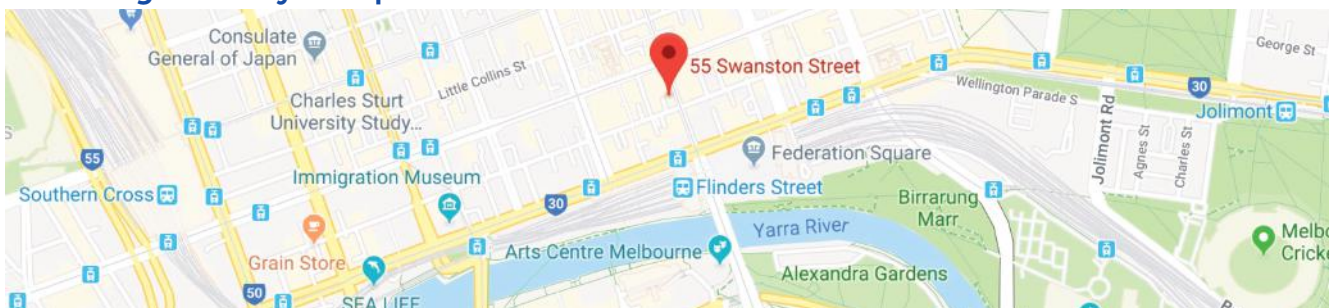 Consulate
General of Japan
Little Collins St
55 Swanston Street
George St
30
Wellington Parade S
Jolimont
Charles Sturt
University Study...
Jolimont Rd
Agnes St
Charles St
55
Federation Square
Immigration Museum
Southern Cross
Flinders Street
30
Birrarung
Marr
Yarra River
Grain Store
Arts Centre Melbourne
Alexandra Gardens
50
SEA LIFE